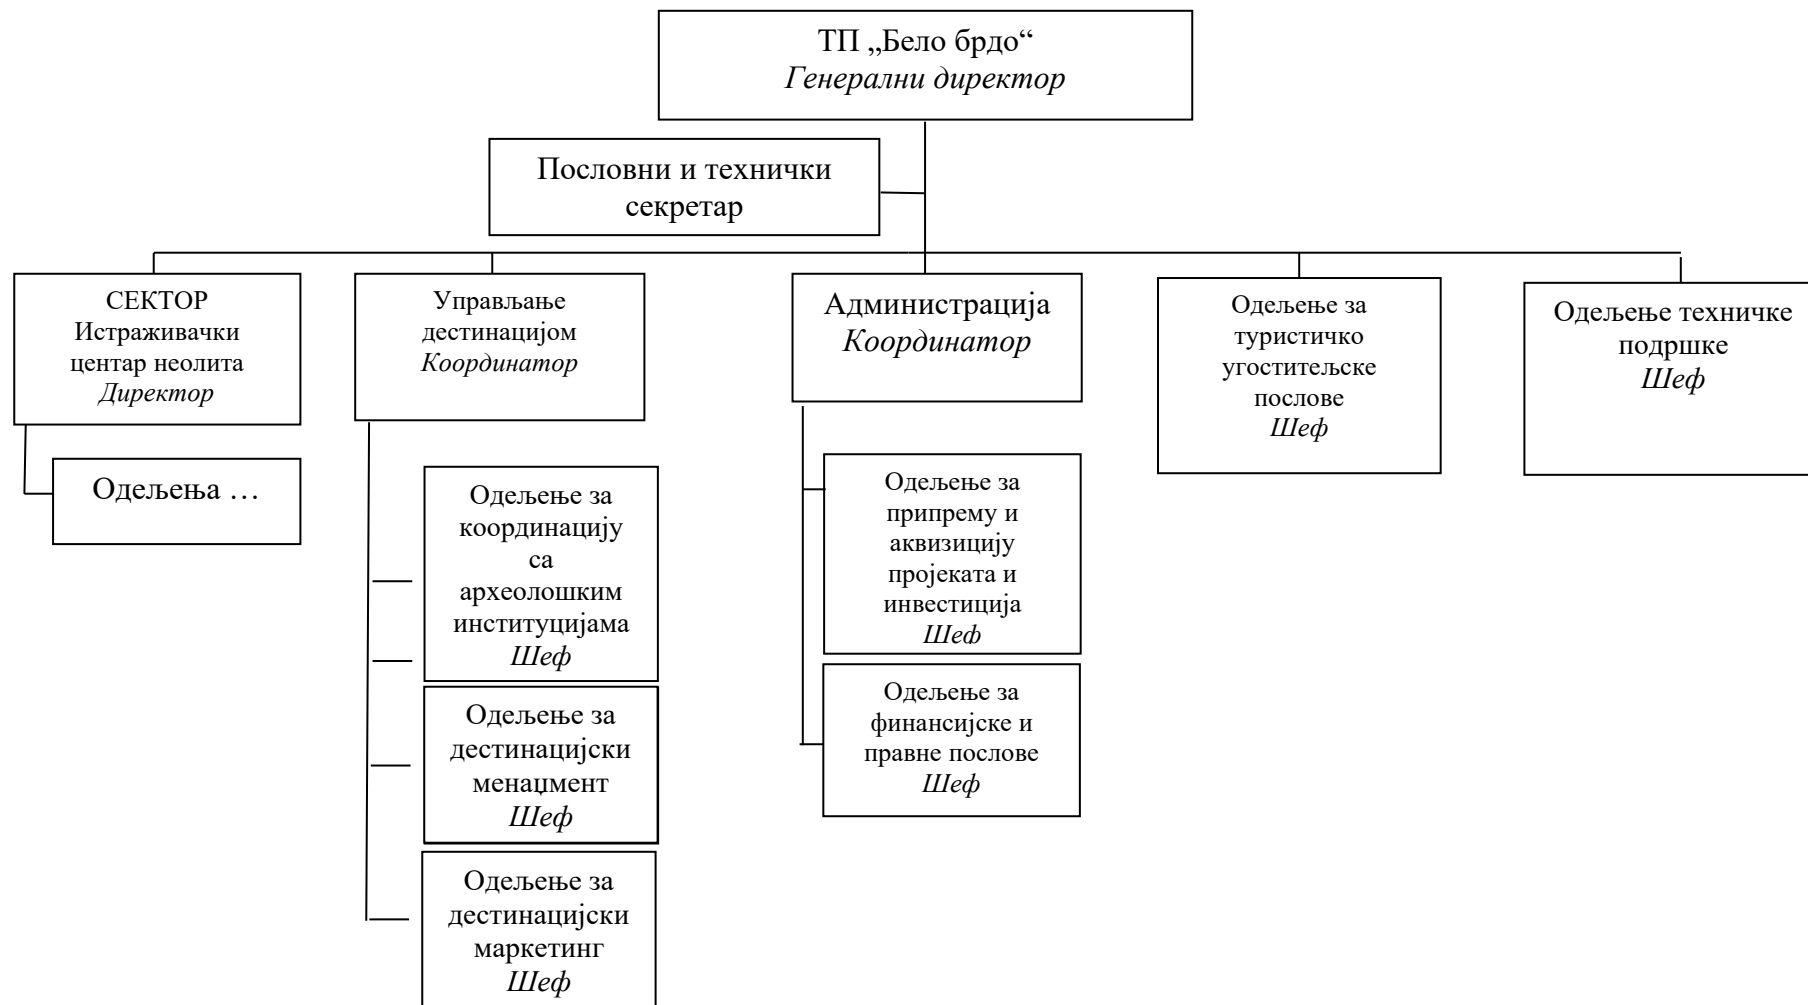 ТП „Бело брдо“
Генерални директор
Пословни и технички
секретар
СЕКТОР
Истраживачки
центар неолита
Директор
Одељења …
Управљање
дестинацијом
Координатор
Одељење за
координацију
са
археолошким
институцијама
Шеф
Одељење за
дестинацијски
менаџмент
Шеф
Одељење за
дестинацијски
маркетинг
Шеф
Администрација
Координатор
Одељење за
припрему и
аквизицију
пројеката и
инвестиција
Шеф
Одељење за
финансијске и
правне послове
Шеф
Одељење за
туристичко
угоститељске
послове
Шеф
Одељење техничке
подршке
Шеф